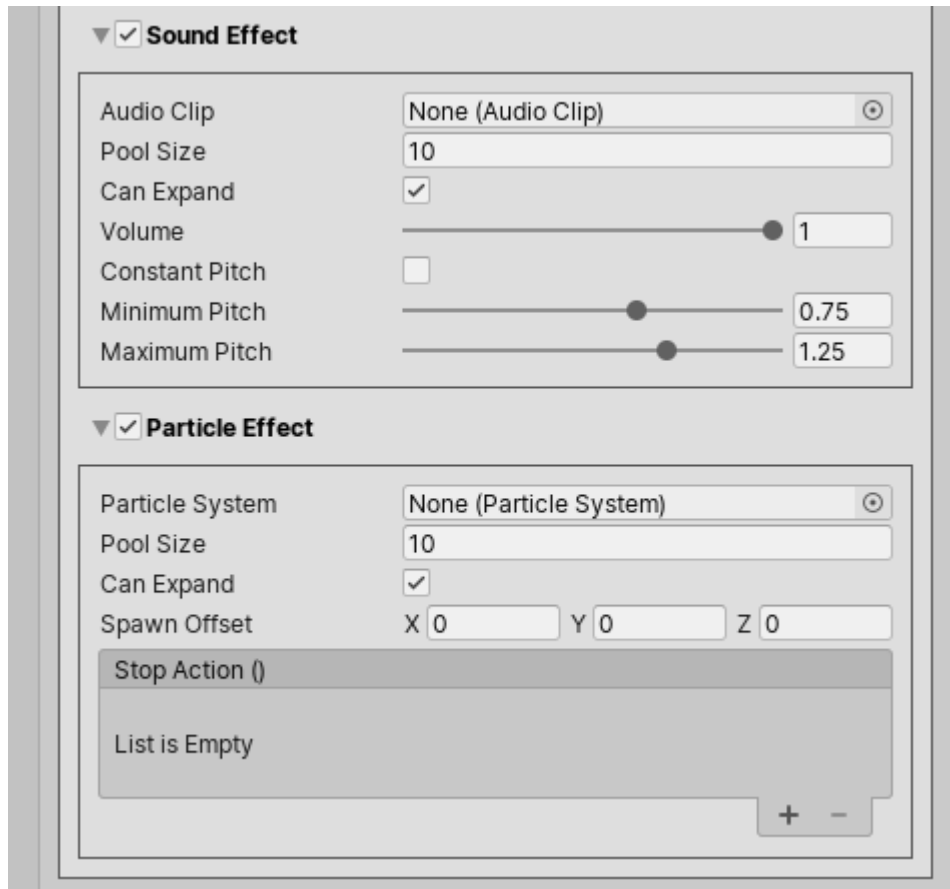 Sound Effect
Audio Clip None (Audio Clip)
Pool Size 10
Can Expand
Volume 1
Constant Pitch
Minimum Pitch 0.75
Maximum Pitch 1.25
Particle Effect
Particle System None (Particle System)
Pool Size 10
Can Expand
Spawn Offset X 0 Y 0 Z 0
Stop Action ()
List is Empty